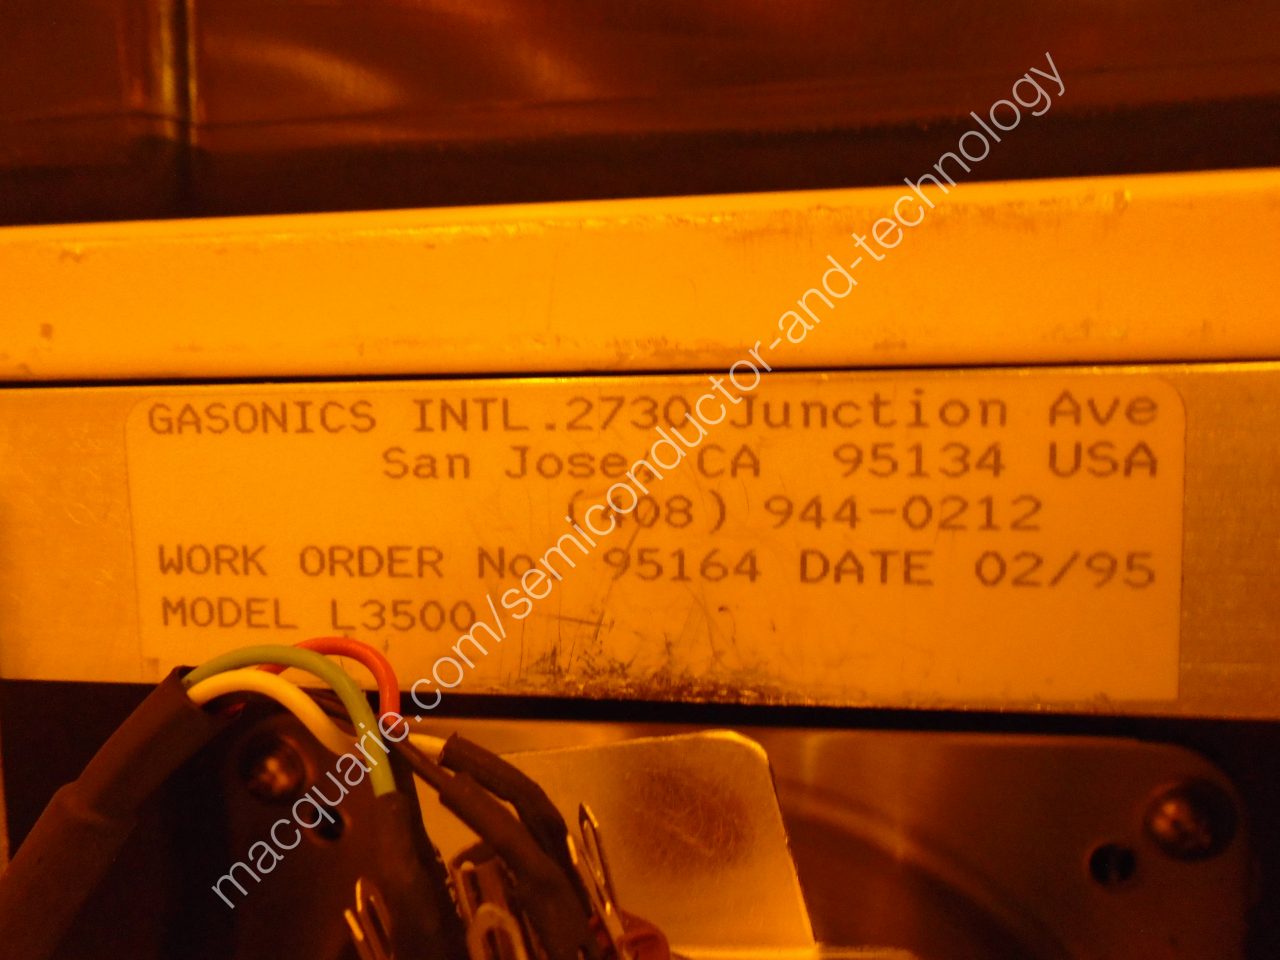 GASONICS INTL.2730 Junction Ave
San Jose, CA 95134 USA
(408) 944-0212
WORK ORDER No. 95164 DATE 02/95
MODEL L3500
macquarie.com/semiconductor-and-technology